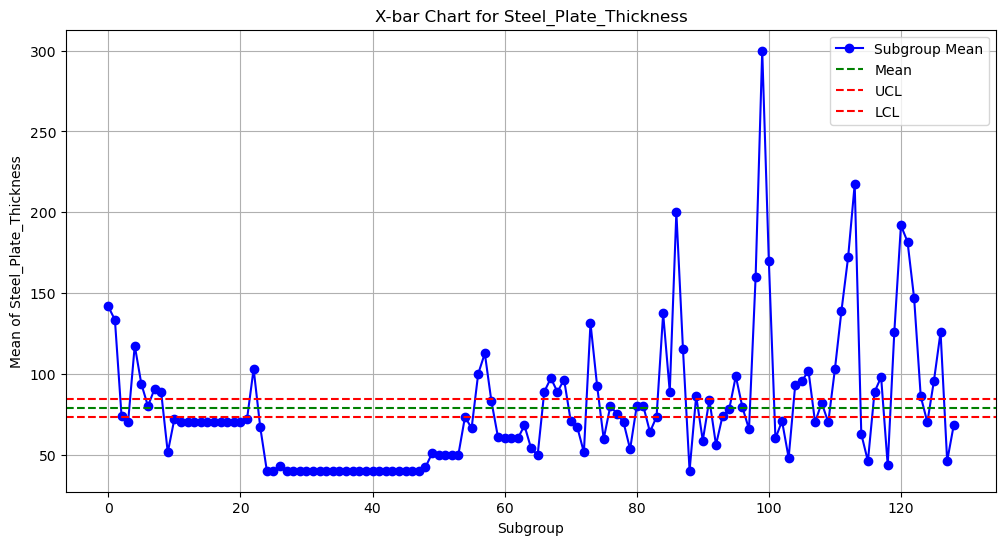 X-bar Chart for Steel_Plate_Thickness
Mean of Steel_Plate_Thickness
300
250
200
150
100
50
Subgroup Mean
Mean
UCL
LCL
0 20 40 60 80 100 120
Subgroup